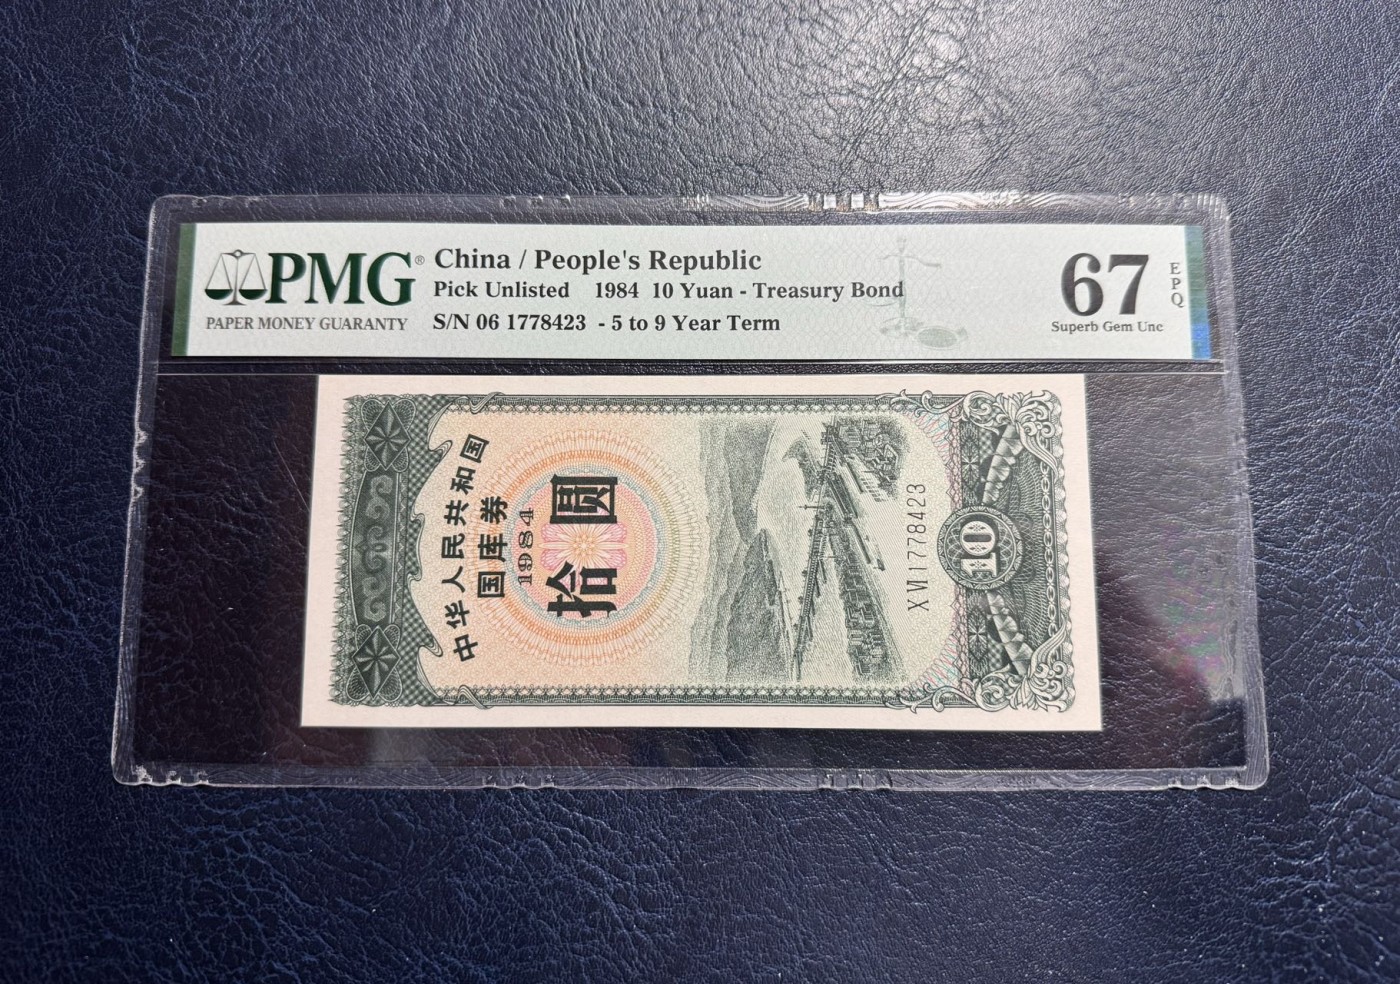 PMG®
PAPER MONEY GUARANTY
China / People's Republic
Pick Unlisted 1984 10 Yuan - Treasury Bond
S/N 06 1778423 - 5 to 9 Year Term
67
EPQ
Superb Gem Unc
中华人民共和国
国库券
1984
拾圆
XVI1778423
10